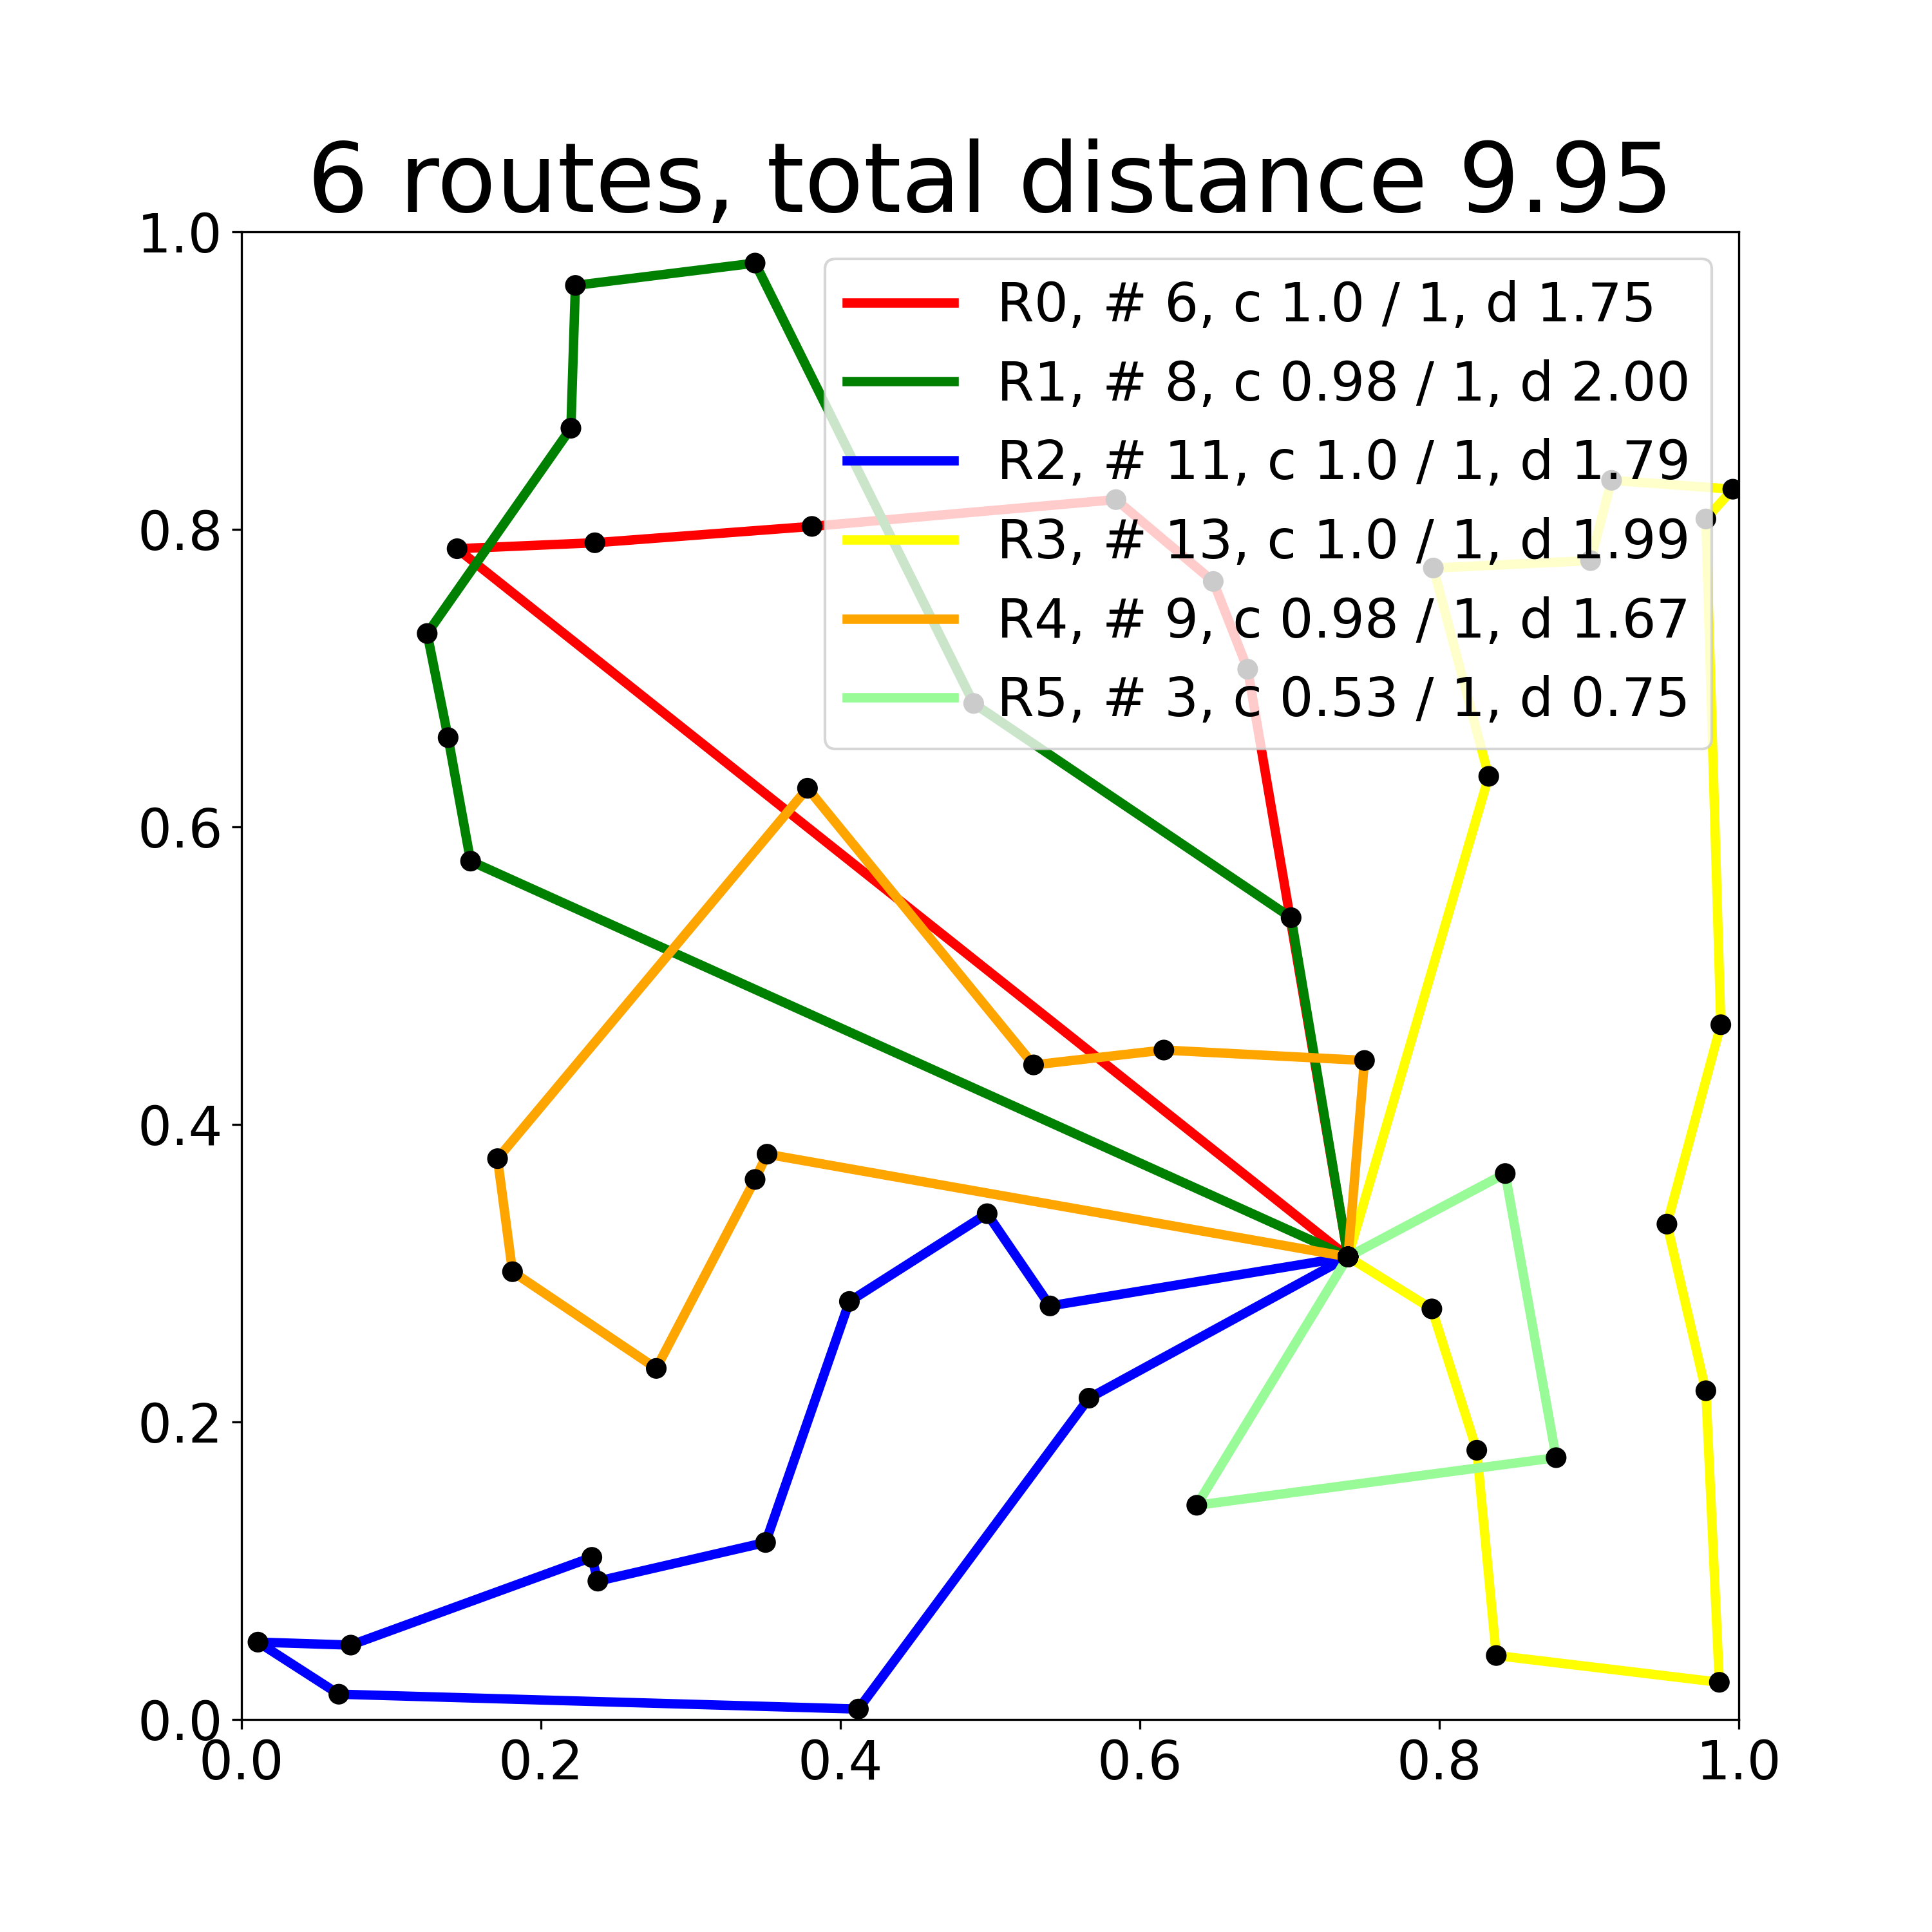 6 routes, total distance 9.95
1.0
0.8
0.6
0.4
0.2
0.0
R0, # 6, c 1.0 / 1, d 1.75
R1, # 8, c 0.98 / 1, d 2.00
R2, # 11, c 1.0 / 1, d 1.79
R3, # 13, c 1.0 / 1, d 1.99
R4, # 9, c 0.98 / 1, d 1.67
R5, # 3, c 0.53 / 1, d 0.75
0.0 0.2 0.4 0.6 0.8 1.0